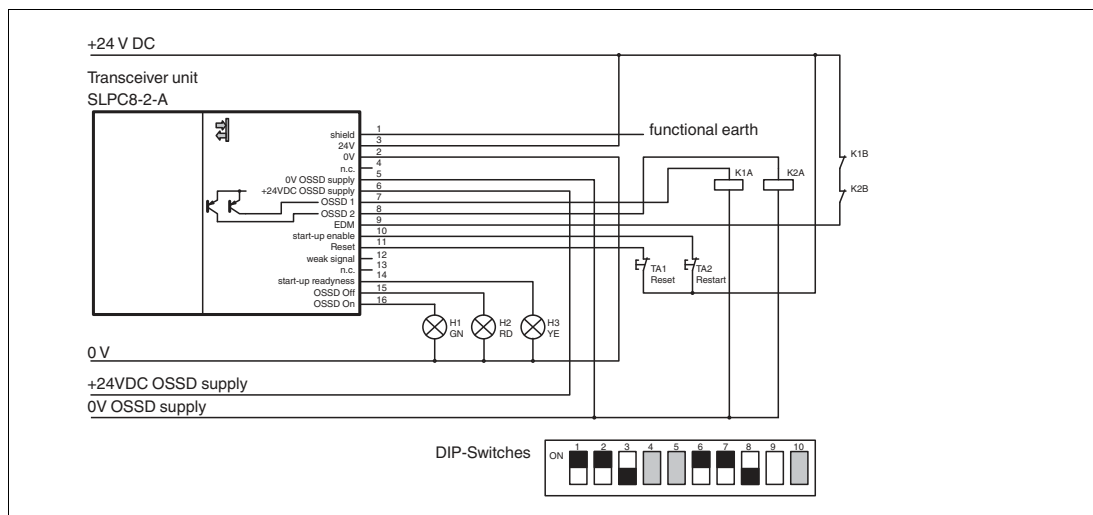 +24 V DC
Transceiver unit
SLPC8-2-A
shield 1 functional earth
24V 3
0V 2
n.c. 4
0V OSSD supply 5
+24VDC OSSD supply 6
OSSD 1 7
OSSD 2 8
EDM 9
start-up enable 10
Reset 11
weak signal 12
n.c. 13
start-up readyness 14
OSSD Off 15
OSSD On 16
K1A
K2A
K1B
K2B
TA1
Reset
TA2
Restart
H1
GN
H2
RD
H3
YE
0 V
+24VDC OSSD supply
0V OSSD supply
DIP-Switches
ON 1 2 3 4 5 6 7 8 9 10